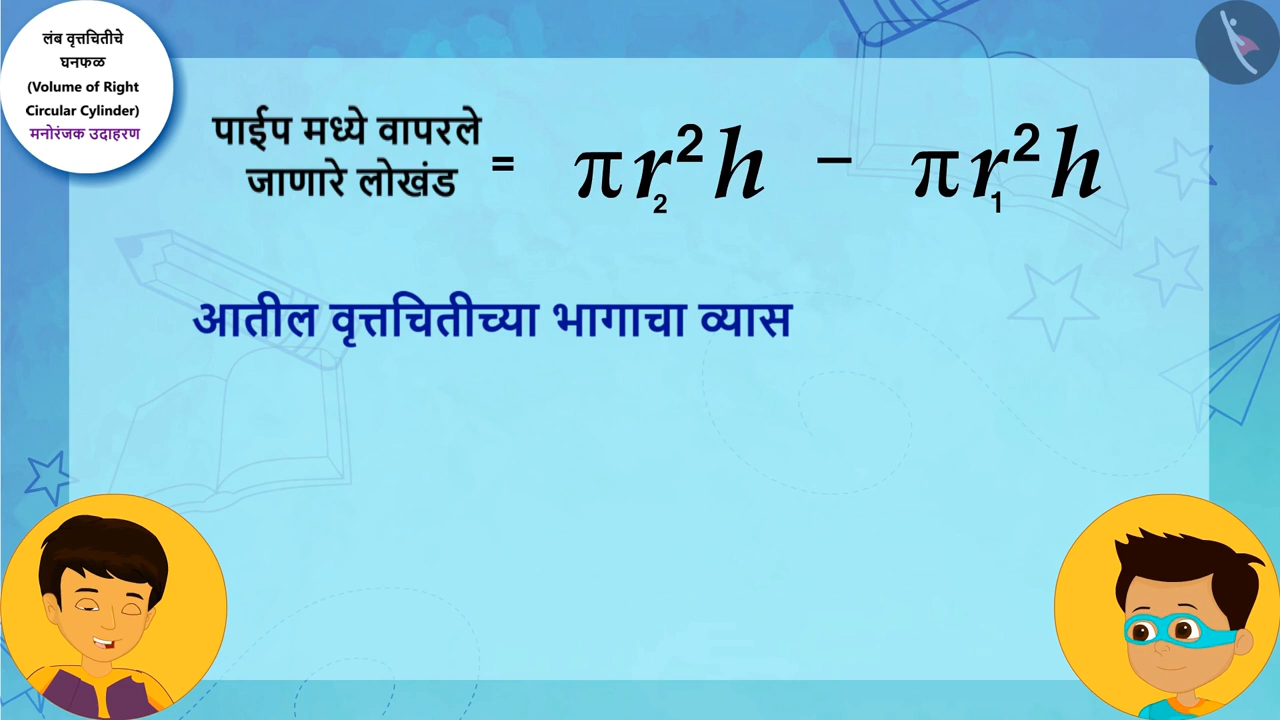 लंब वृत्तचितीचे
घनफळ
(Volume of Right
Circular Cylinder)
मनोरंजक उदाहरण
पाईप मध्ये वापरले
जाणारे लोखंड = πr₂²h − πr₁²h
आतील वृत्तचितीच्या भागाचा व्यास